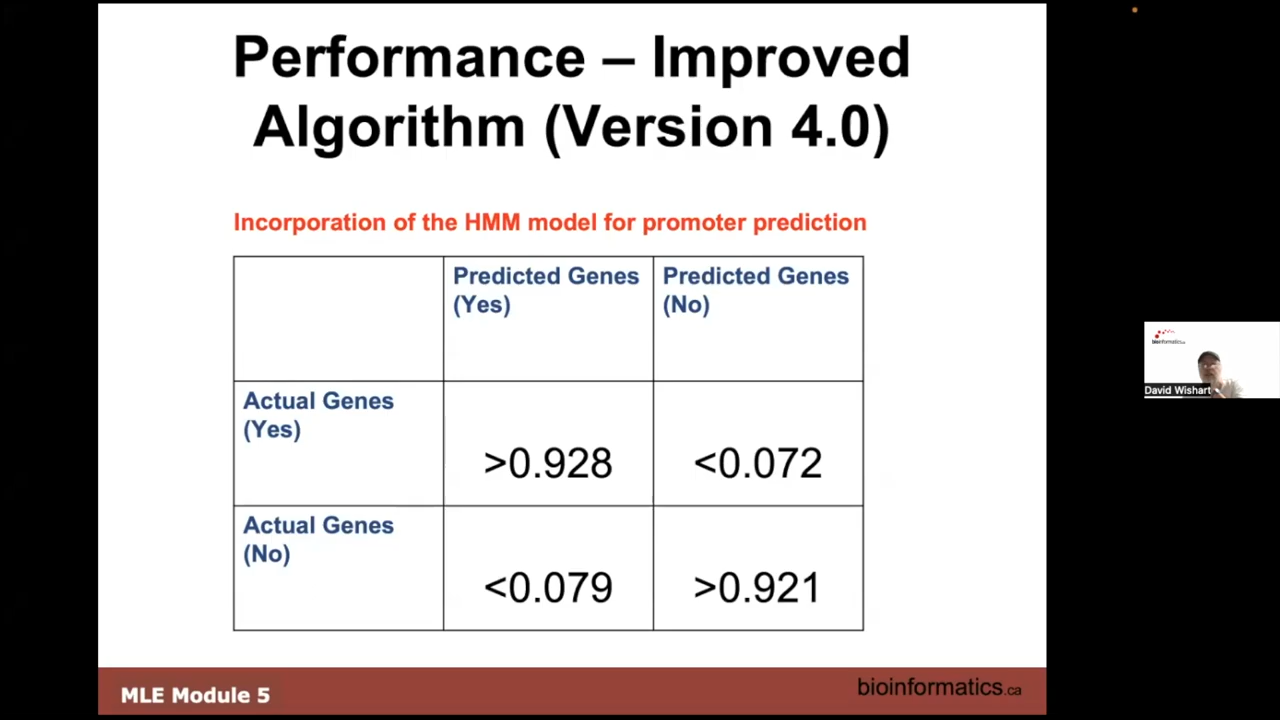 Performance – Improved
Algorithm (Version 4.0)
Incorporation of the HMM model for promoter prediction
Predicted Genes
(Yes)
Predicted Genes
(No)
Actual Genes
(Yes)
>0.928
<0.072
Actual Genes
(No)
<0.079
>0.921
MLE Module 5
bioinformatics.ca
bioinformatics.ca
David Wishart